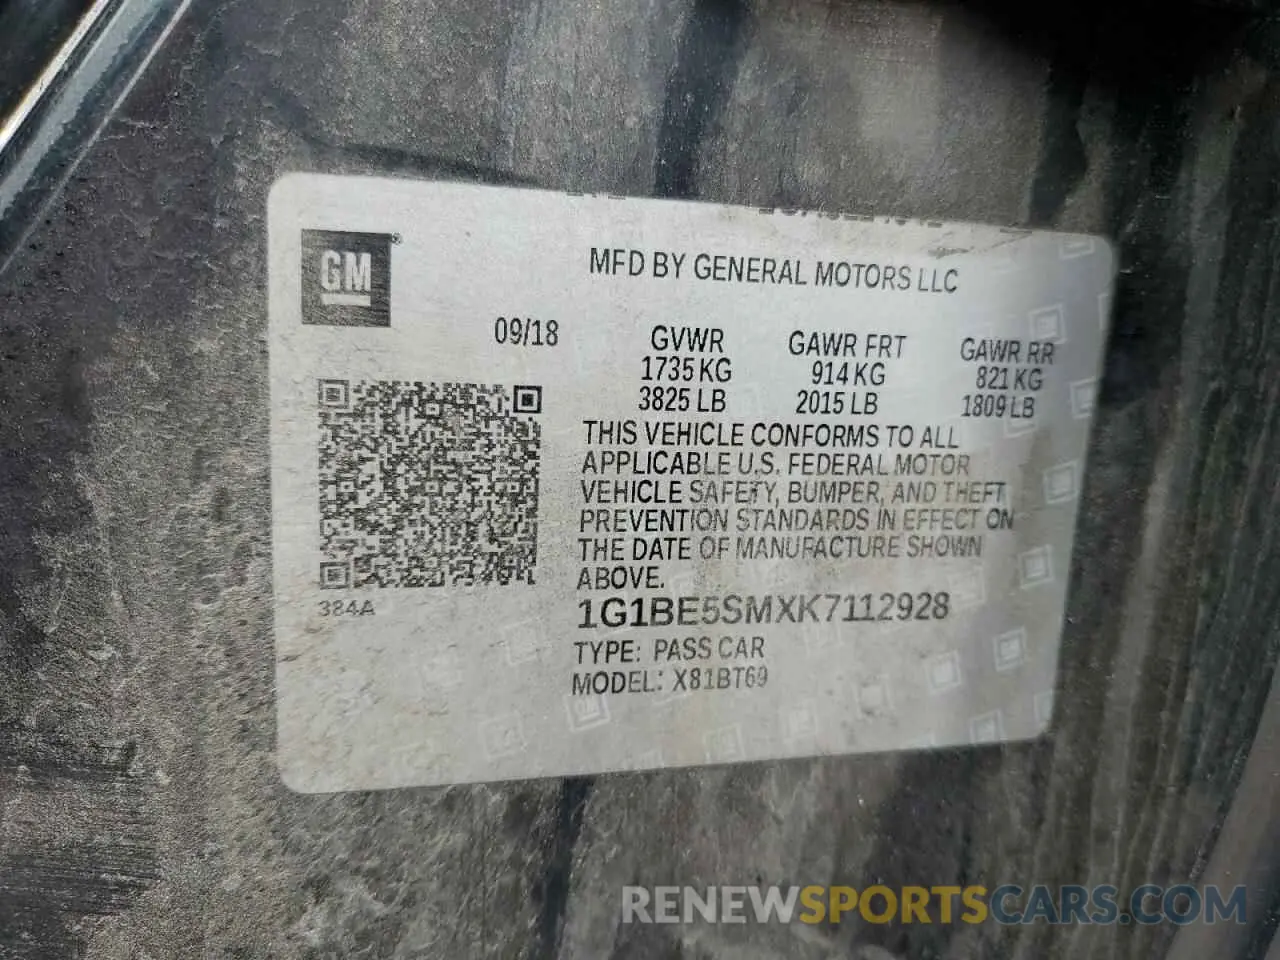 GM
MFD BY GENERAL MOTORS LLC
09/18 GVWR GAWR FRT GAWR RR
1735 KG 914 KG 821 KG
3825 LB 2015 LB 1809 LB
THIS VEHICLE CONFORMS TO ALL
APPLICABLE U.S. FEDERAL MOTOR
VEHICLE SAFETY, BUMPER, AND THEFT
PREVENTION STANDARDS IN EFFECT ON
THE DATE OF MANUFACTURE SHOWN
ABOVE.
384A
1G1BE5SMXK7112928
TYPE: PASS CAR
MODEL: X81BT69
RENEWSPORTSCARS.COM